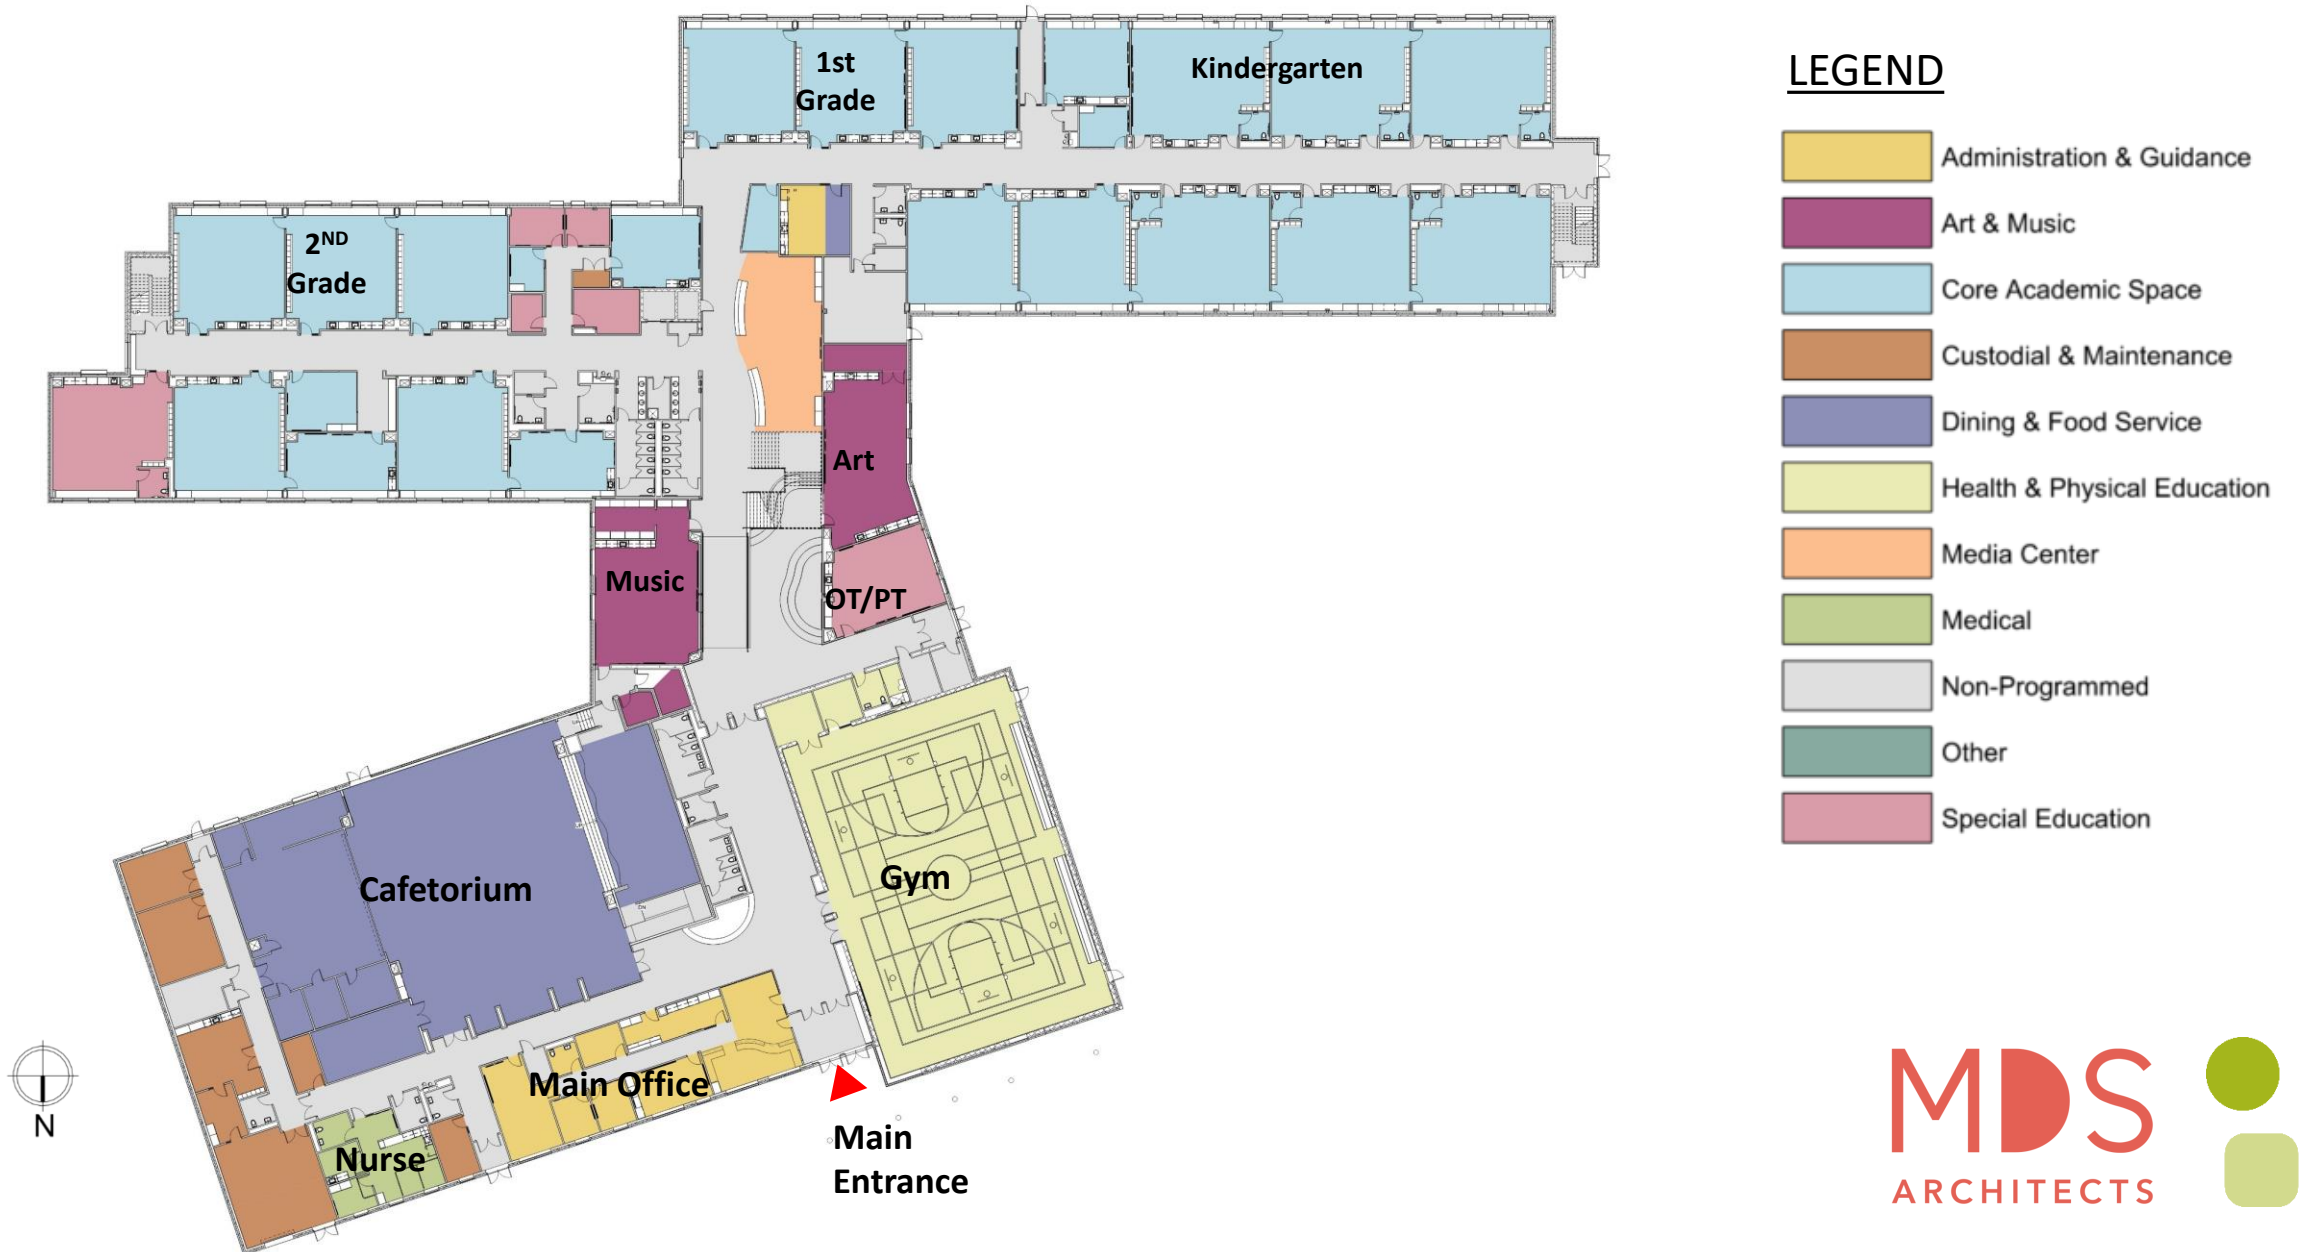 1st
Grade
Kindergarten
2ND
Grade
Art
Music
OT/PT
Cafetorium
Gym
Main Office
Nurse
Main
Entrance
N
LEGEND
Administration & Guidance
Art & Music
Core Academic Space
Custodial & Maintenance
Dining & Food Service
Health & Physical Education
Media Center
Medical
Non-Programmed
Other
Special Education
MDS
ARCHITECTS